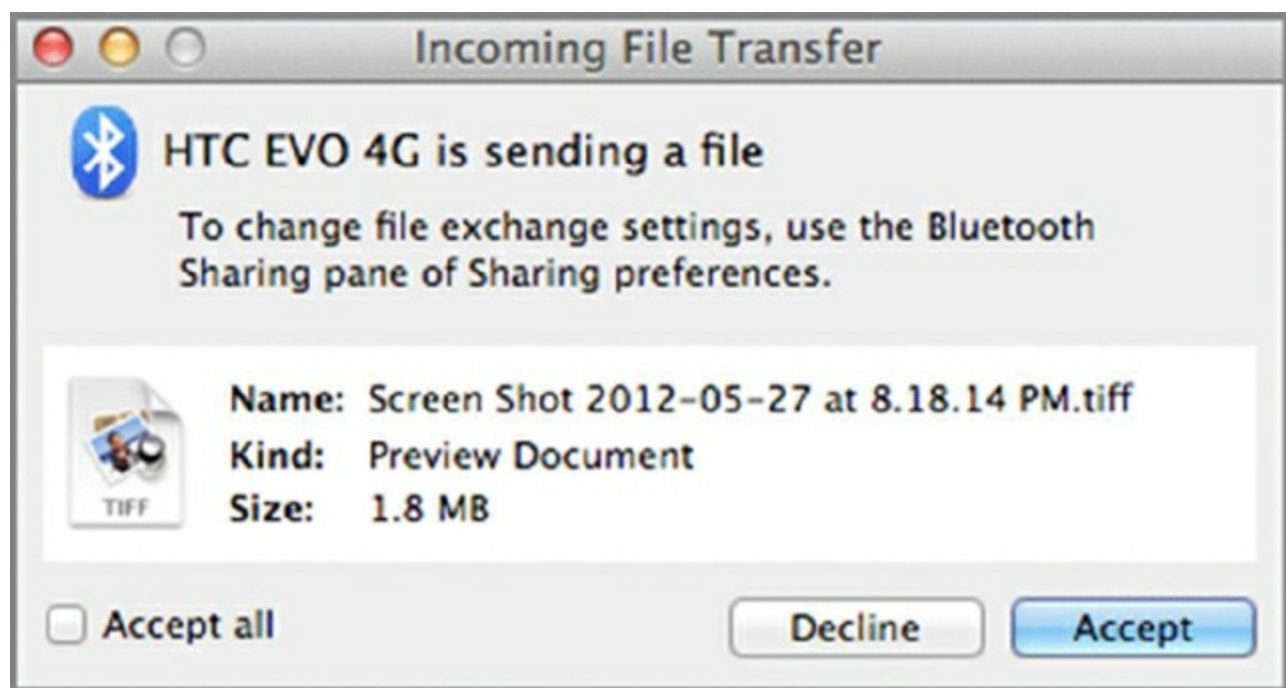 Incoming File Transfer
HTC EVO 4G is sending a file
To change file exchange settings, use the Bluetooth
Sharing pane of Sharing preferences.
Name: Screen Shot 2012-05-27 at 8.18.14 PM.tiff
Kind: Preview Document
TIFF Size: 1.8 MB
Accept all Decline Accept